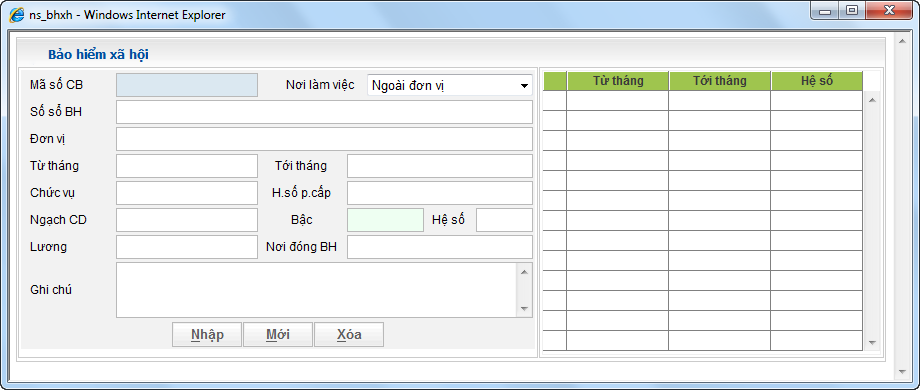 ns_bhxh - Windows Internet Explorer
Bảo hiểm xã hội
Mã số CB Nơi làm việc Ngoài đơn vị
Số sổ BH
Đơn vị
Từ tháng Tới tháng
Chức vụ H.số p.cấp
Ngạch CD Bậc Hệ số
Lương Nơi đóng BH
Ghi chú
Nhập Mới Xóa
Từ tháng Tới tháng Hệ số